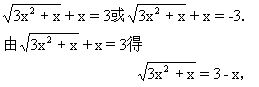 √(3x² + x) + x = 3或√(3x² + x) + x = -3.
由√(3x² + x) + x = 3得
√(3x² + x) = 3 - x,